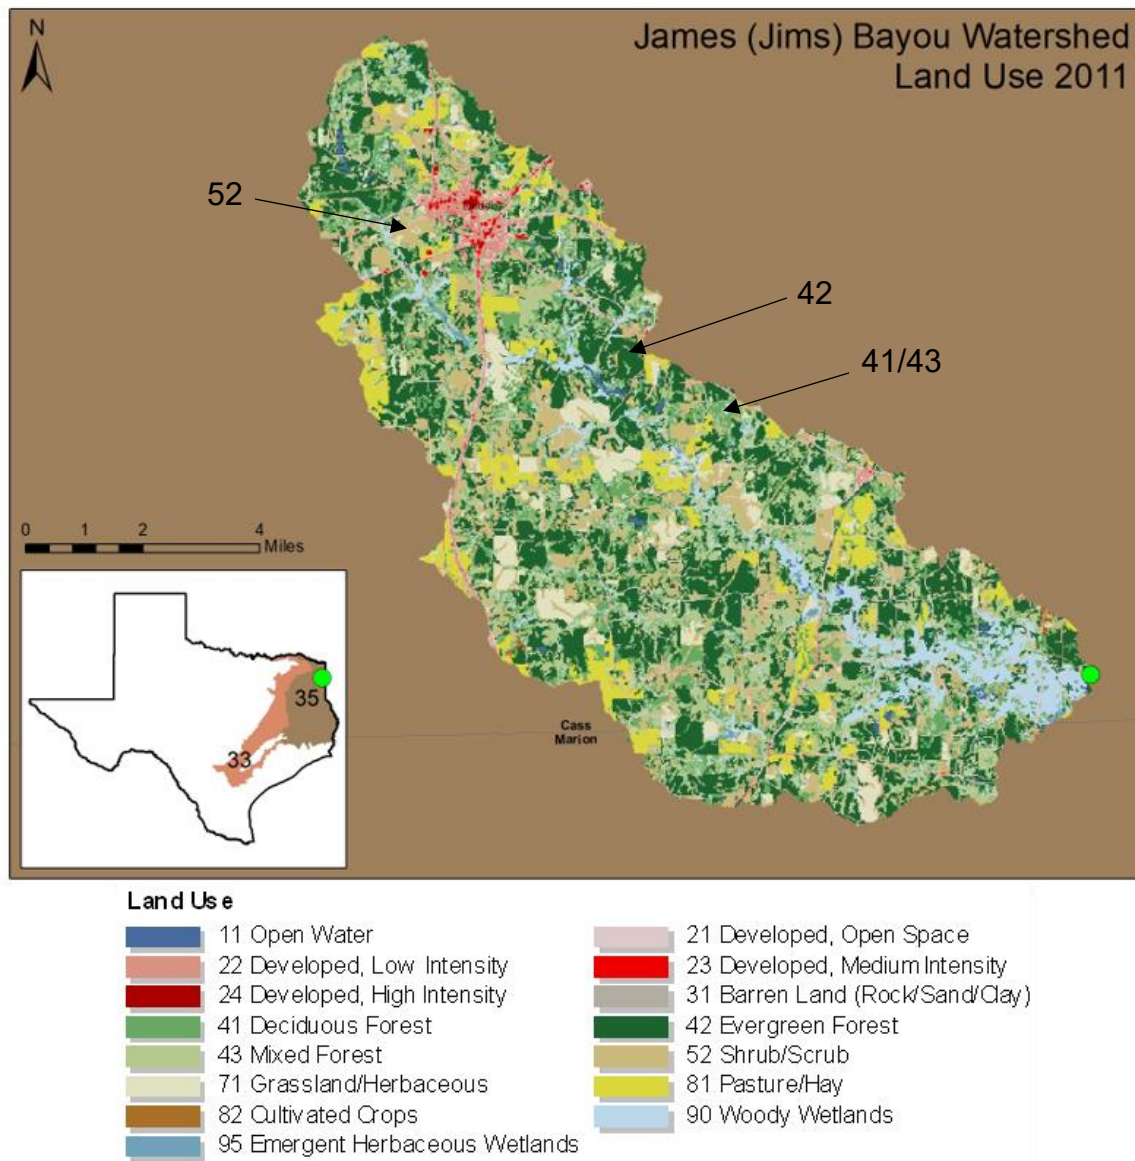 N
James (Jims) Bayou Watershed
Land Use 2011
52
42
41/43
0 1 2 4
Miles
35
33
Cass
Marion
Land Use
11 Open Water
21 Developed, Open Space
22 Developed, Low Intensity
23 Developed, Medium Intensity
24 Developed, High Intensity
31 Barren Land (Rock/Sand/Clay)
41 Deciduous Forest
42 Evergreen Forest
43 Mixed Forest
52 Shrub/Scrub
71 Grassland/Herbaceous
81 Pasture/Hay
82 Cultivated Crops
90 Woody Wetlands
95 Emergent Herbaceous Wetlands